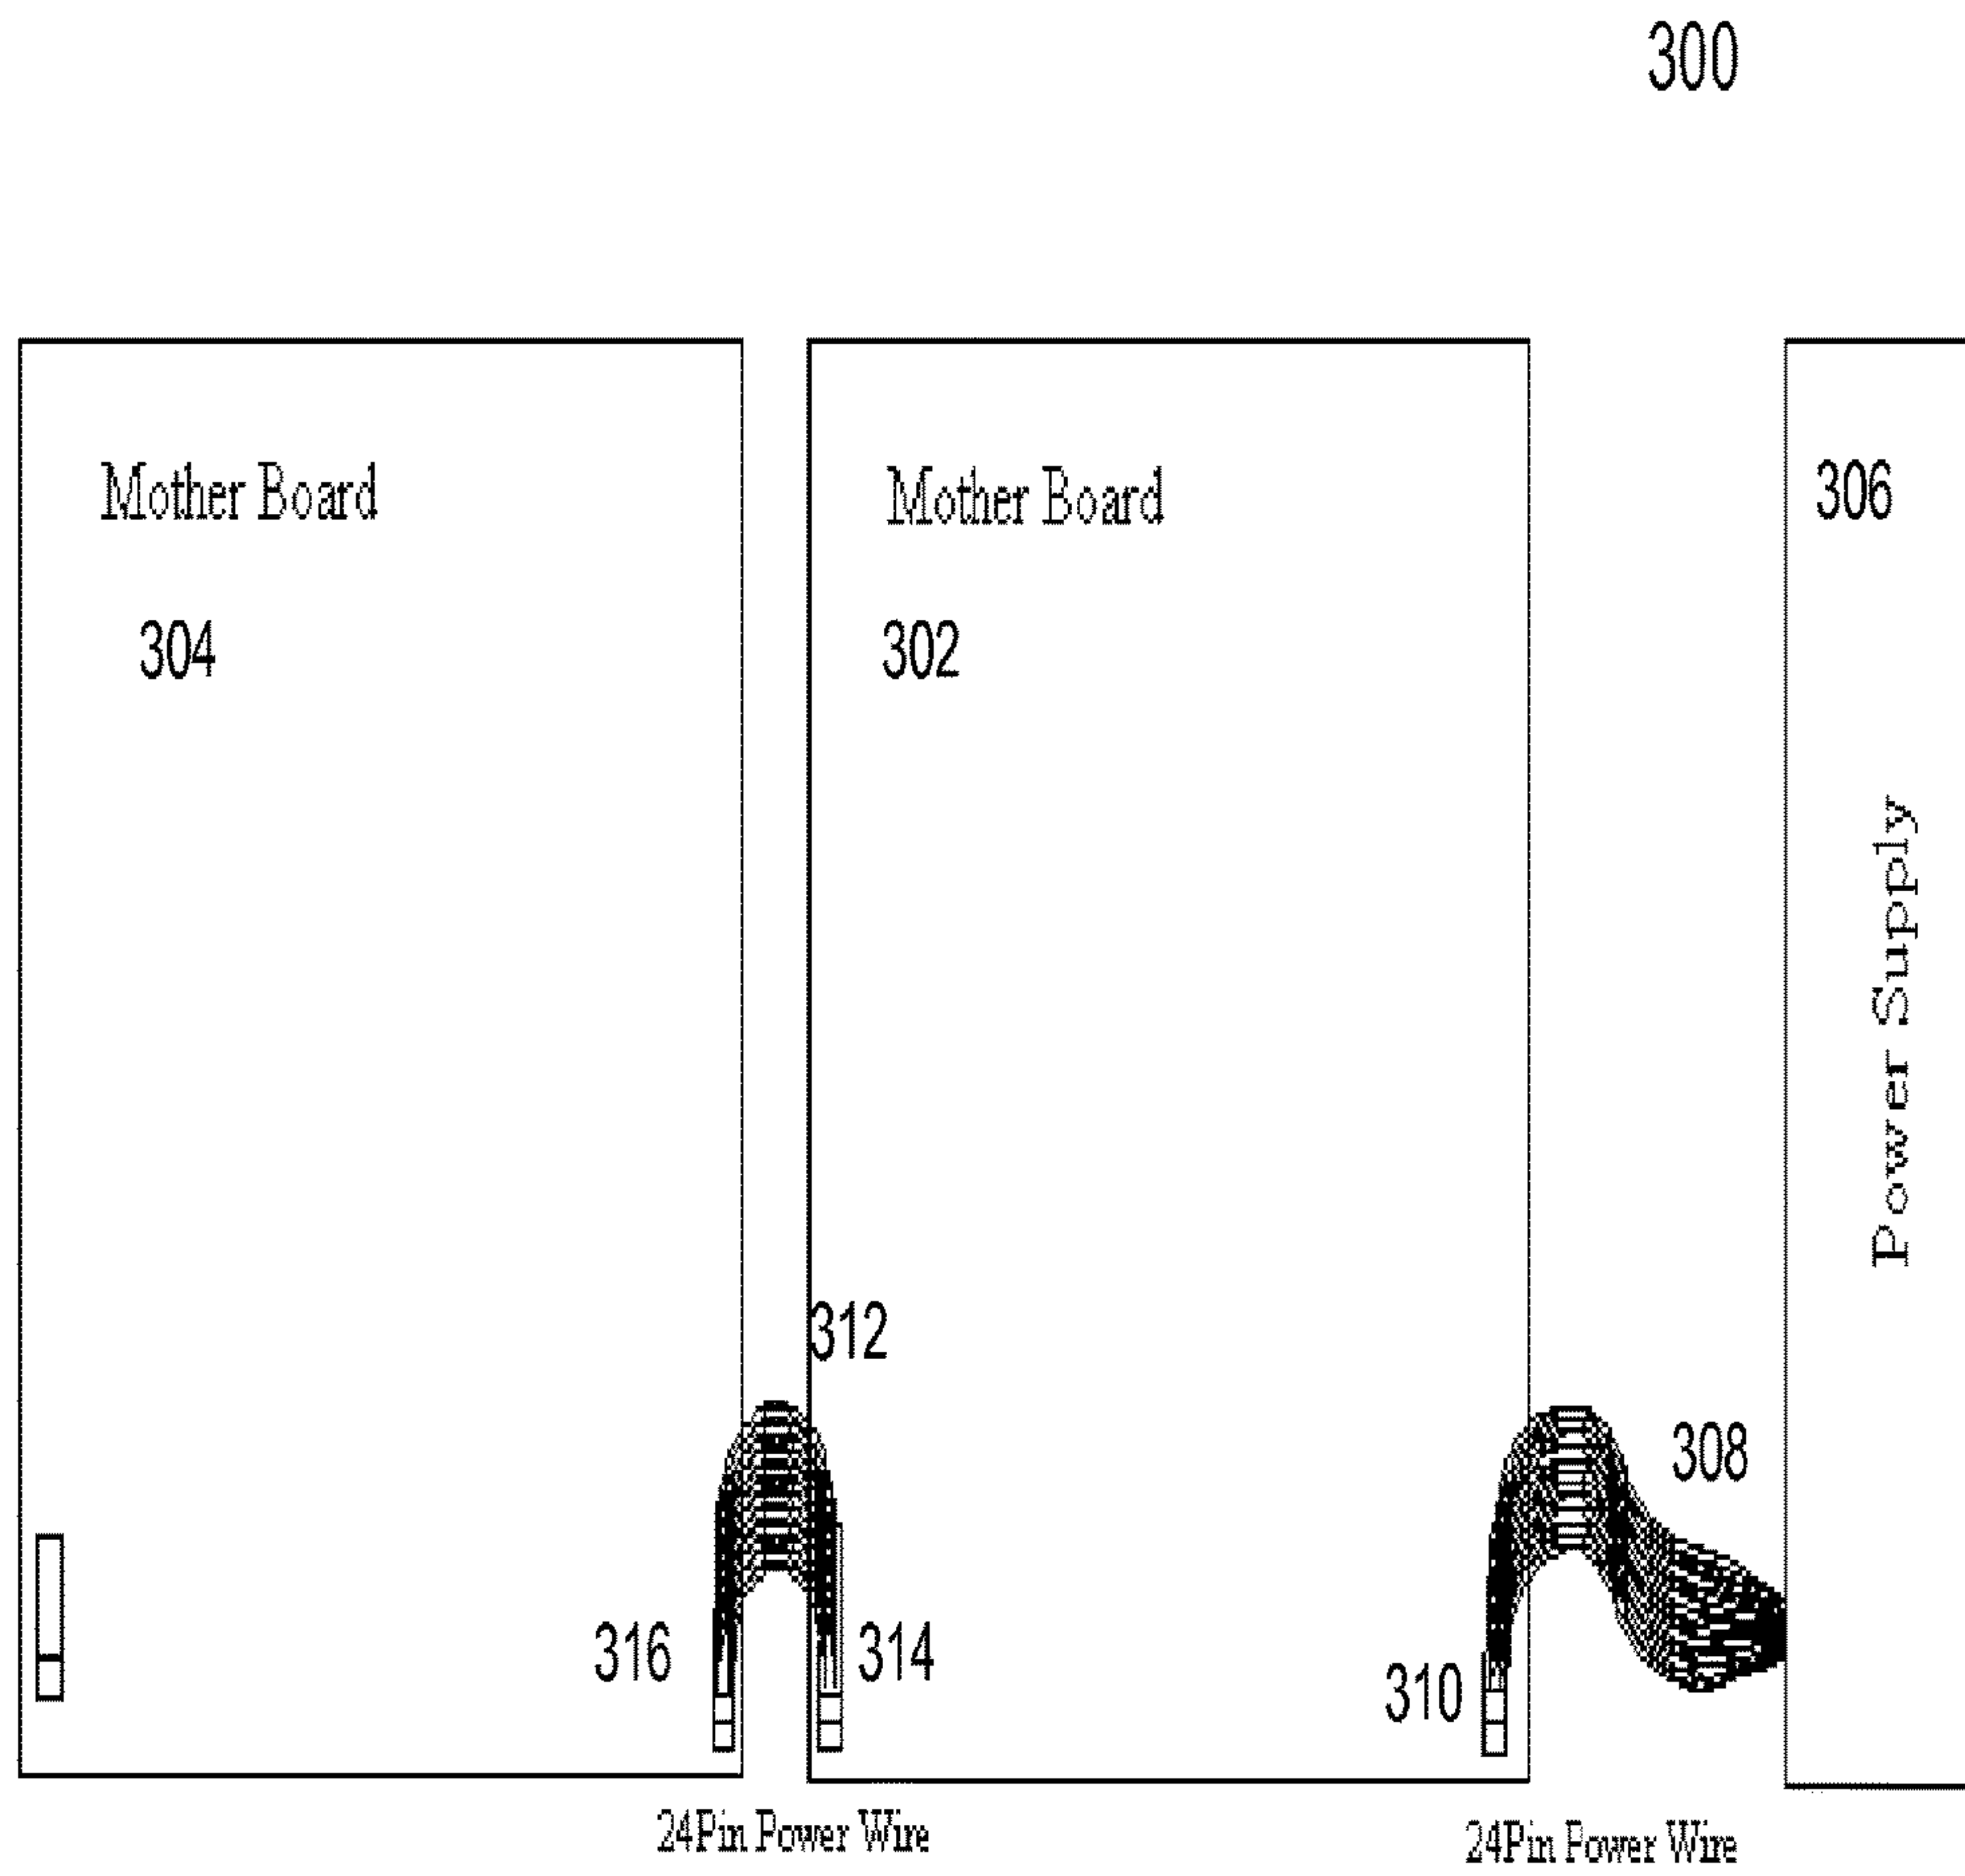 300
Mother Board
Mother Board
306
304
302
Power Supply
312
308
316
314
310
24Pin Power Wire
24Pin Power Wire